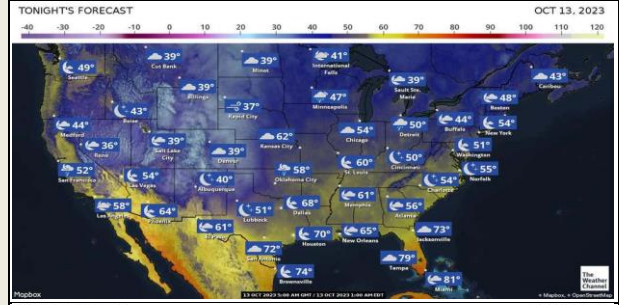 TONIGHT'S FORECAST
OCT 13, 2023
-40 -30 -20 -10 0 10 20 30 40 50 60 70 80 90 100 110 120
49°
Seattle
39°
Cut Bank
39°
Minot
41°
International
Falls
39°
Sault Ste.
Marie
43°
Caribou
39°
Billings
37°
Rapid City
47°
Minneapolis
48°
Boston
44°
Medford
43°
Boise
44°
Buffalo
54°
New York
36°
Reno
39°
Salt Lake
City
39°
Denver
62°
Kansas City
54°
Chicago
50°
Detroit
51°
Washington
52°
San Francisco
54°
Las Vegas
40°
Albuquerque
58°
Oklahoma City
60°
St. Louis
50°
Cincinnati
55°
Norfolk
58°
Los Angeles
64°
Phoenix
51°
Lubbock
68°
Dallas
61°
Memphis
54°
Charlotte
56°
Atlanta
61°
El Paso
72°
San Antonio
70°
Houston
65°
New Orleans
73°
Jacksonville
74°
Brownsville
79°
Tampa
81°
Miami
The
Weather
Channel
Mapbox
13 OCT 2023 5:00 AM GMT / 13 OCT 2023 1:00 AM EDT
© Mapbox, © OpenStreetMap